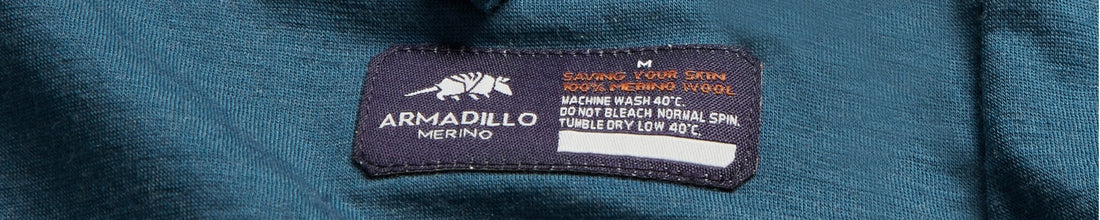 ARMADILLO
MERINO
M
SAVING YOUR SKIN
100% MERINO WOOL
MACHINE WASH 40°C.
DO NOT BLEACH NORMAL SPIN.
TUMBLE DRY LOW 40°C.